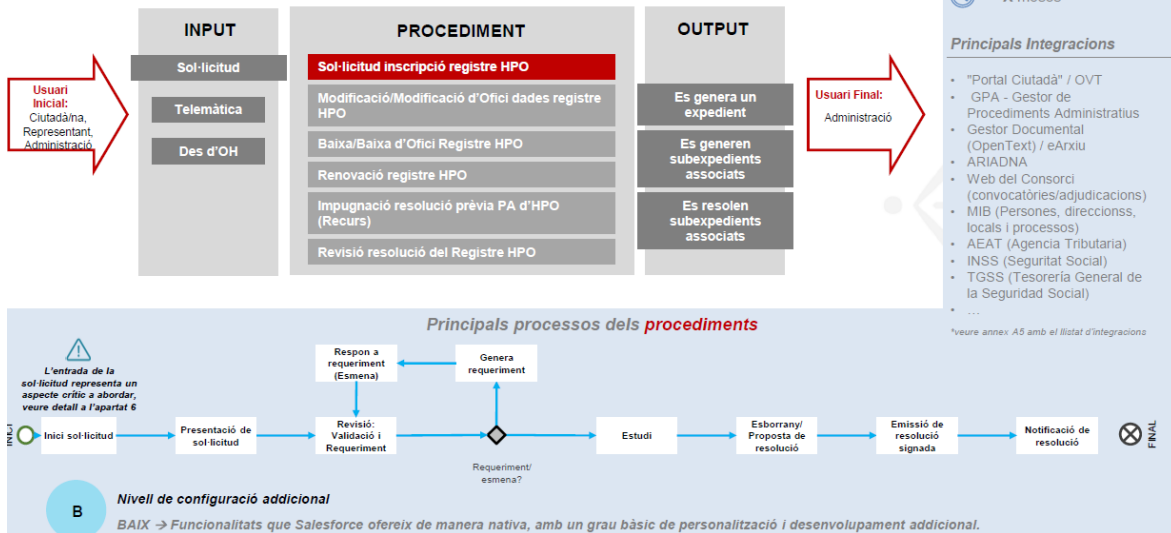 INPUT
Sol·licitud
Telemàtica
Des d'OH
Usuari
Inicial:
Ciutadà/na,
Representant,
Administració
PROCEDIMENT
Sol·licitud inscripció registre HPO
Modificació/Modificació d'Ofici dades registre
HPO
Baixa/Baixa d'Ofici Registre HPO
Renovació registre HPO
Impugnació resolució prèvia PA d'HPO
(Recurs)
Revisió resolució del Registre HPO
OUTPUT
Es genera un
expedient
Es generen
subexpedients
associats
Es resolen
subexpedients
associats
Usuari Final:
Administració
Principals Integracions
• "Portal Ciutadà" / OVT
• GPA - Gestor de
Procediments Administratius
• Gestor Documental
(OpenText) / eArxiu
• ARIADNA
• Web del Consorci
(convocatòries/adjudicacions)
• MIB (Persones, direccionss,
locals i processos)
• AEAT (Agencia Tributaria)
• INSS (Seguritat Social)
• TGSS (Tesorería General de
la Seguridad Social)
• ...
*veure annex A5 amb el llistat d'integracions
Principals processos dels procediments
L'entrada de la
sol·licitud representa un
aspecte crític a abordar,
veure detall a l'apartat 6
INICI
Inici sol·licitud
Presentació de
sol·licitud
Respon a
requeriment
(Esmena)
Genera
requeriment
Revisió:
Validació i
Requeriment
Requeriment/
esmena?
Estudi
Esborrany/
Proposta de
resolució
Emissió de
resolució
signada
Notificació de
resolució
FINAL
B
Nivell de configuració addicional
BAIX → Funcionalitats que Salesforce ofereix de manera nativa, amb un grau bàsic de personalització i desenvolupament addicional.